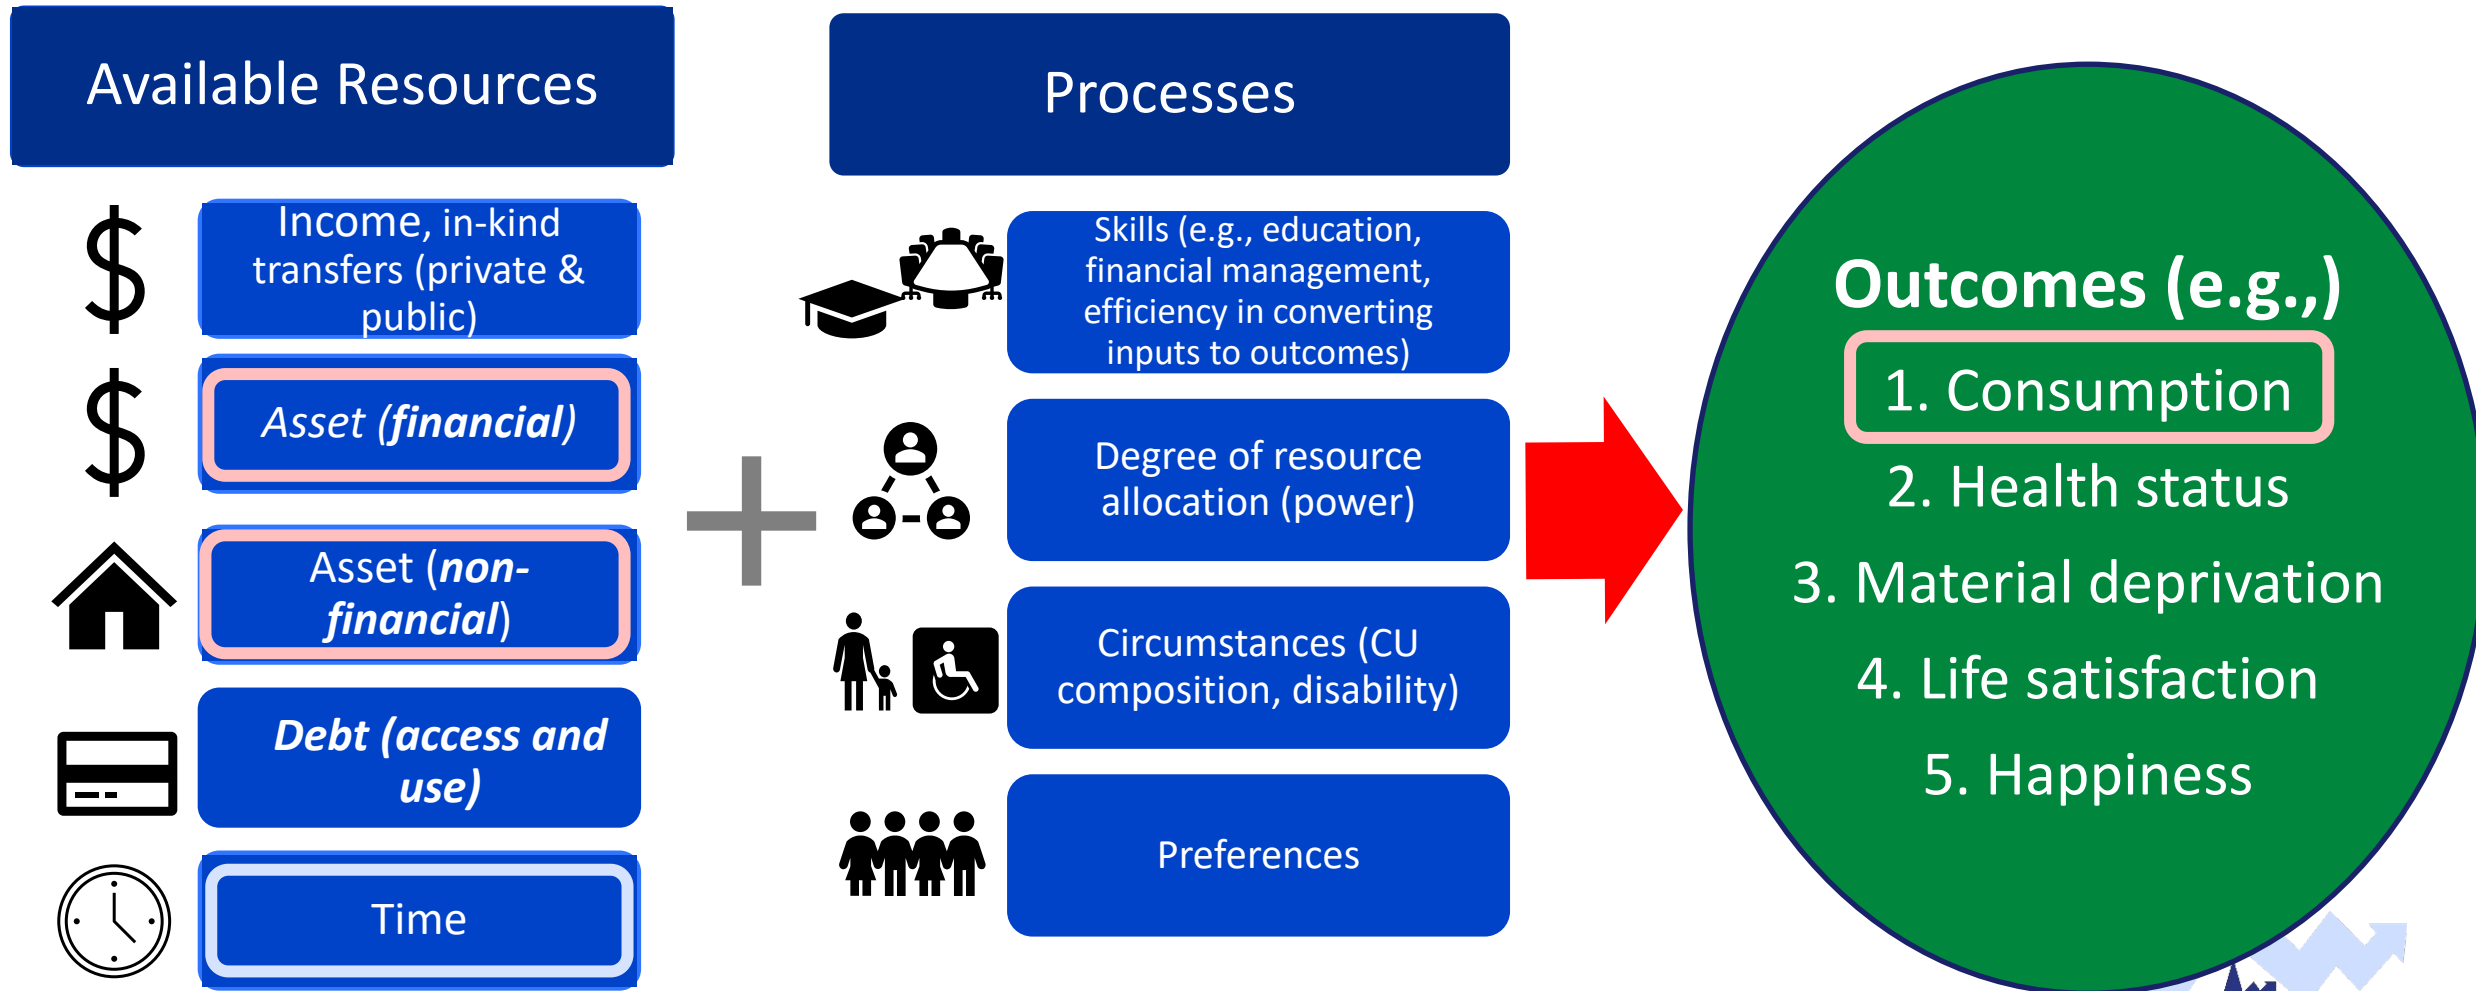 Available Resources
Income, in-kind
transfers (private &
public)
Asset (financial)
Asset (non-
financial)
Debt (access and
use)
Time
Processes
Skills (e.g., education,
financial management,
efficiency in converting
inputs to outcomes)
Degree of resource
allocation (power)
Circumstances (CU
composition, disability)
Preferences
Outcomes (e.g.,)
1. Consumption
2. Health status
3. Material deprivation
4. Life satisfaction
5. Happiness